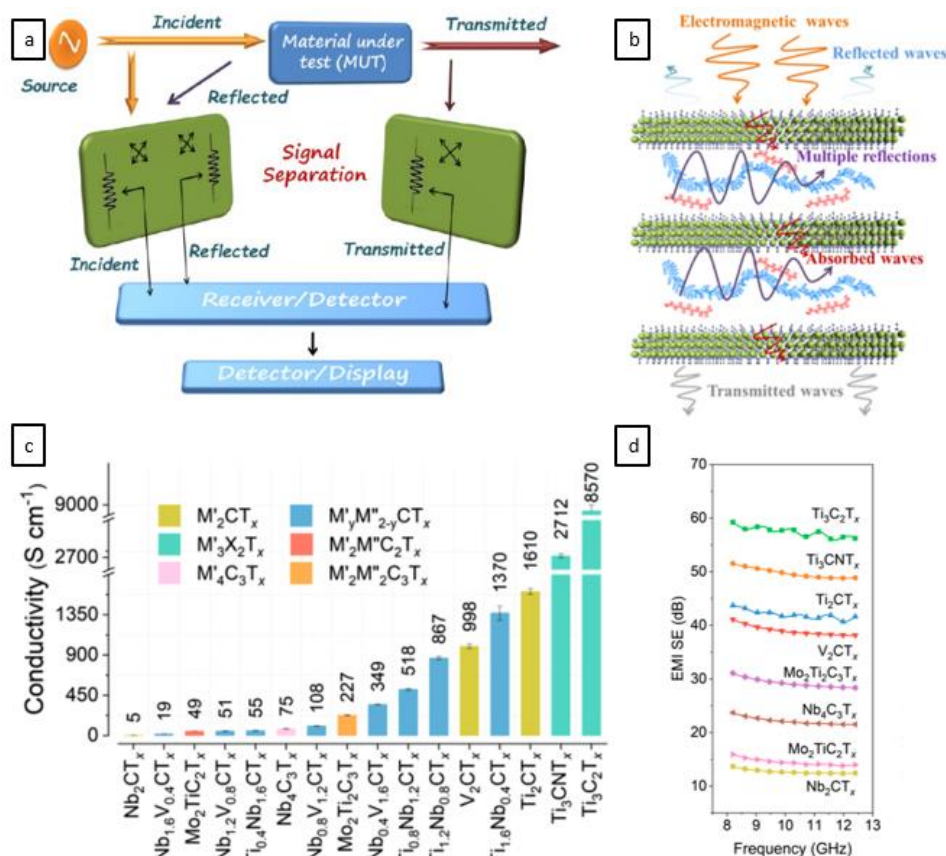 a
Source
Incident
Material under
test (MUT)
Transmitted
Reflected
Signal
Separation
Incident
Reflected
Transmitted
Receiver/Detector
Detector/Display
b
Electromagnetic waves
Reflected waves
Multiple reflections
Absorbed waves
Transmitted waves
c
Conductivity (S cm⁻¹)
9000
2700
1350
900
450
0
M'₂CTₓ
M'₃X₂Tₓ
M'₄C₃Tₓ
M'yM"₂₋yCTₓ
M'₂M"C₂Tₓ
M'₂M"₂C₃Tₓ
5
19
49
51
55
75
108
227
349
518
867
998
1370
1610
2712
8570
Nb₂CTₓ
Nb₁.₆V₀.₄CTₓ
Mo₂TiC₂Tₓ
Nb₁.₂V₀.₈CTₓ
Ti₀.₄Nb₁.₆CTₓ
Nb₄C₃Tₓ
Nb₀.₈V₁.₂CTₓ
Mo₂Ti₂C₃Tₓ
Nb₀.₄V₁.₆CTₓ
Ti₀.₈Nb₁.₂CTₓ
Ti₁.₂Nb₀.₈CTₓ
V₂CTₓ
Ti₁.₆Nb₀.₄CTₓ
Ti₂CTₓ
Ti₃CNTₓ
Ti₃C₂Tₓ
d
EMI SE (dB)
70
60
50
40
30
20
10
Ti₃C₂Tₓ
Ti₃CNTₓ
Ti₂CTₓ
V₂CTₓ
Mo₂Ti₂C₃Tₓ
Nb₄C₃Tₓ
Mo₂TiC₂Tₓ
Nb₂CTₓ
8 9 10 11 12 13
Frequency (GHz)